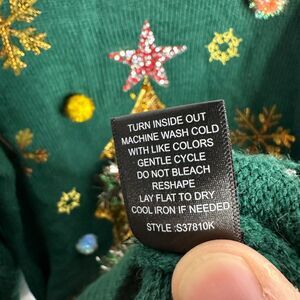 TURN INSIDE OUT
MACHINE WASH COLD
WITH LIKE COLORS
GENTLE CYCLE
DO NOT BLEACH
RESHAPE
LAY FLAT TO DRY
COOL IRON IF NEEDED
STYLE :S37810K